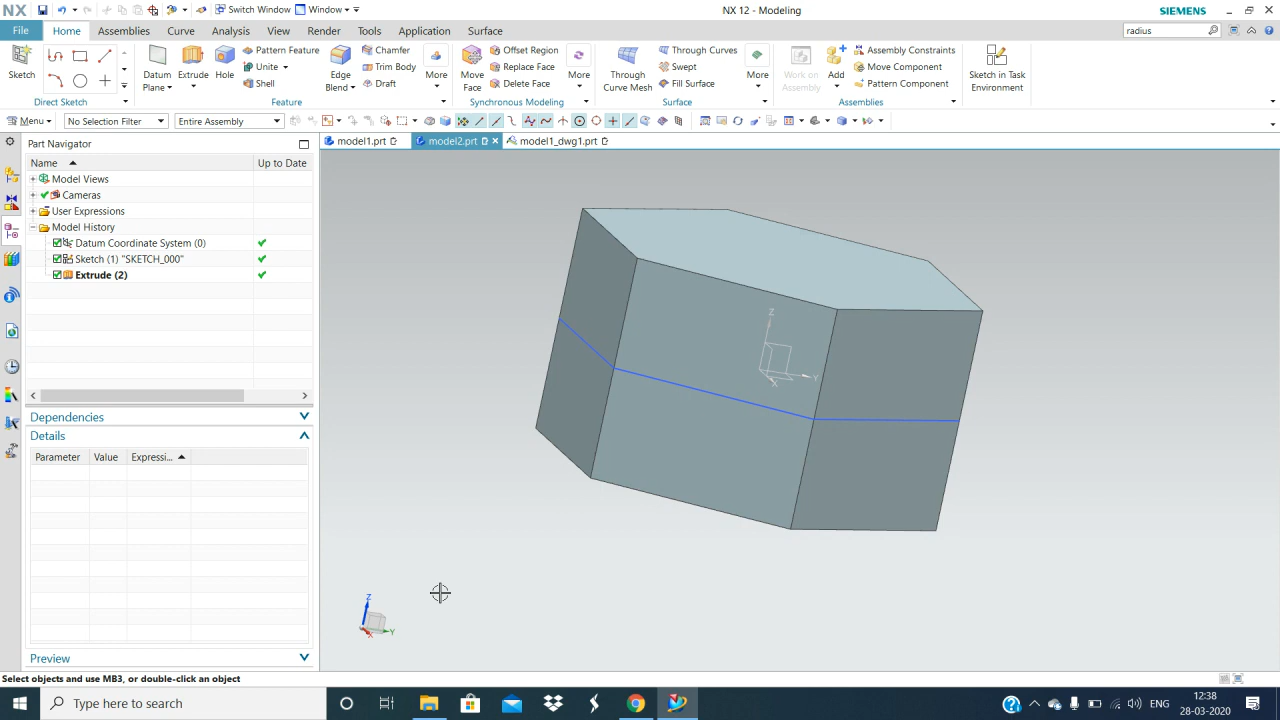 NX
Switch Window
Window
NX 12 - Modeling
SIEMENS
File
Home
Assemblies
Curve
Analysis
View
Render
Tools
Application
Surface
radius
Sketch
Direct Sketch
Datum Plane
Extrude
Hole
Pattern Feature
Unite
Shell
Edge Blend
Chamfer
Trim Body
Draft
More
Feature
Move Face
Offset Region
Replace Face
Delete Face
More
Synchronous Modeling
Through Curve Mesh
Through Curves
Swept
Fill Surface
More
Surface
Work on Assembly
Add
Assembly Constraints
Move Component
Pattern Component
Assemblies
Sketch in Task Environment
Menu
No Selection Filter
Entire Assembly
Part Navigator
model1.prt
model2.prt
model1_dwg1.prt
Name
Up to Date
Model Views
Cameras
User Expressions
Model History
Datum Coordinate System (0)
Sketch (1) "SKETCH_000"
Extrude (2)
Dependencies
Details
Parameter
Value
Expressi...
Preview
Z
Y
X
Z
Y
X
Select objects and use MB3, or double-click an object
Type here to search
ENG
12:38
28-03-2020